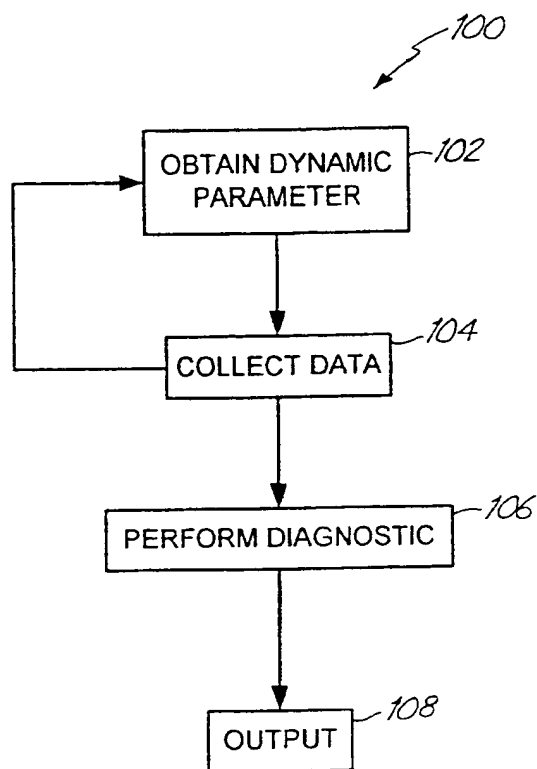 100
OBTAIN DYNAMIC
PARAMETER
102
COLLECT DATA
104
PERFORM DIAGNOSTIC
106
OUTPUT
108